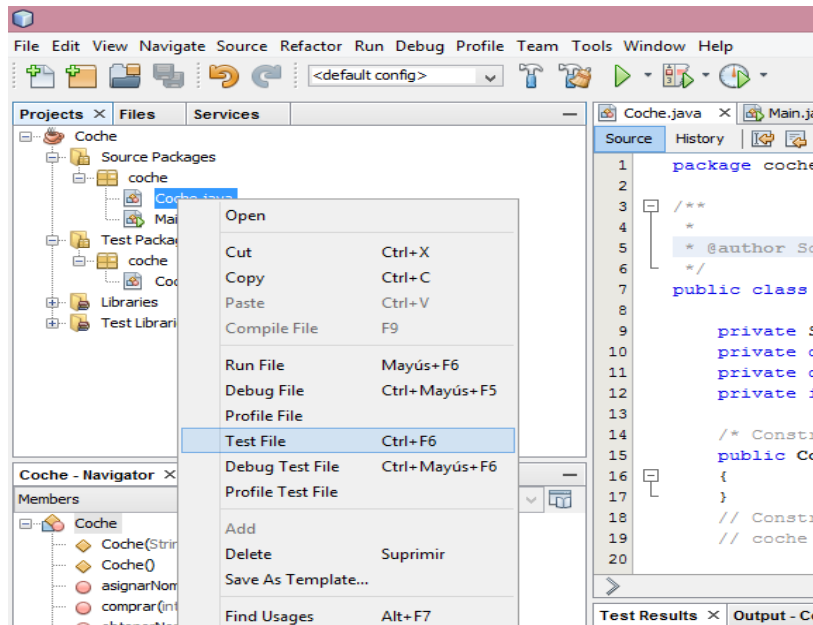 File Edit View Navigate Source Refactor Run Debug Profile Team Tools Window Help
<default config>
Projects Files Services
Coche
Source Packages
coche
Coche.java
Mai
Test Packag
coche
Coc
Libraries
Test Librari
Open
Cut Ctrl+X
Copy Ctrl+C
Paste Ctrl+V
Compile File F9
Run File Mayús+F6
Debug File Ctrl+Mayús+F5
Profile File
Test File Ctrl+F6
Debug Test File Ctrl+Mayús+F6
Profile Test File
Add
Delete Suprimir
Save As Template...
Find Usages Alt+F7
Coche - Navigator
Members
Coche
Coche(Strin
Coche()
asignarNom
comprar(int
Coche.java Main.ja
Source History
1 package coche
2
3 /**
4 *
5 * @author Sc
6 */
7 public class
8
9 private S
10 private d
11 private d
12 private i
13
14 /* Constr
15 public Co
16 {
17 }
18 // Constr
19 // coche
20
Test Results Output - Co